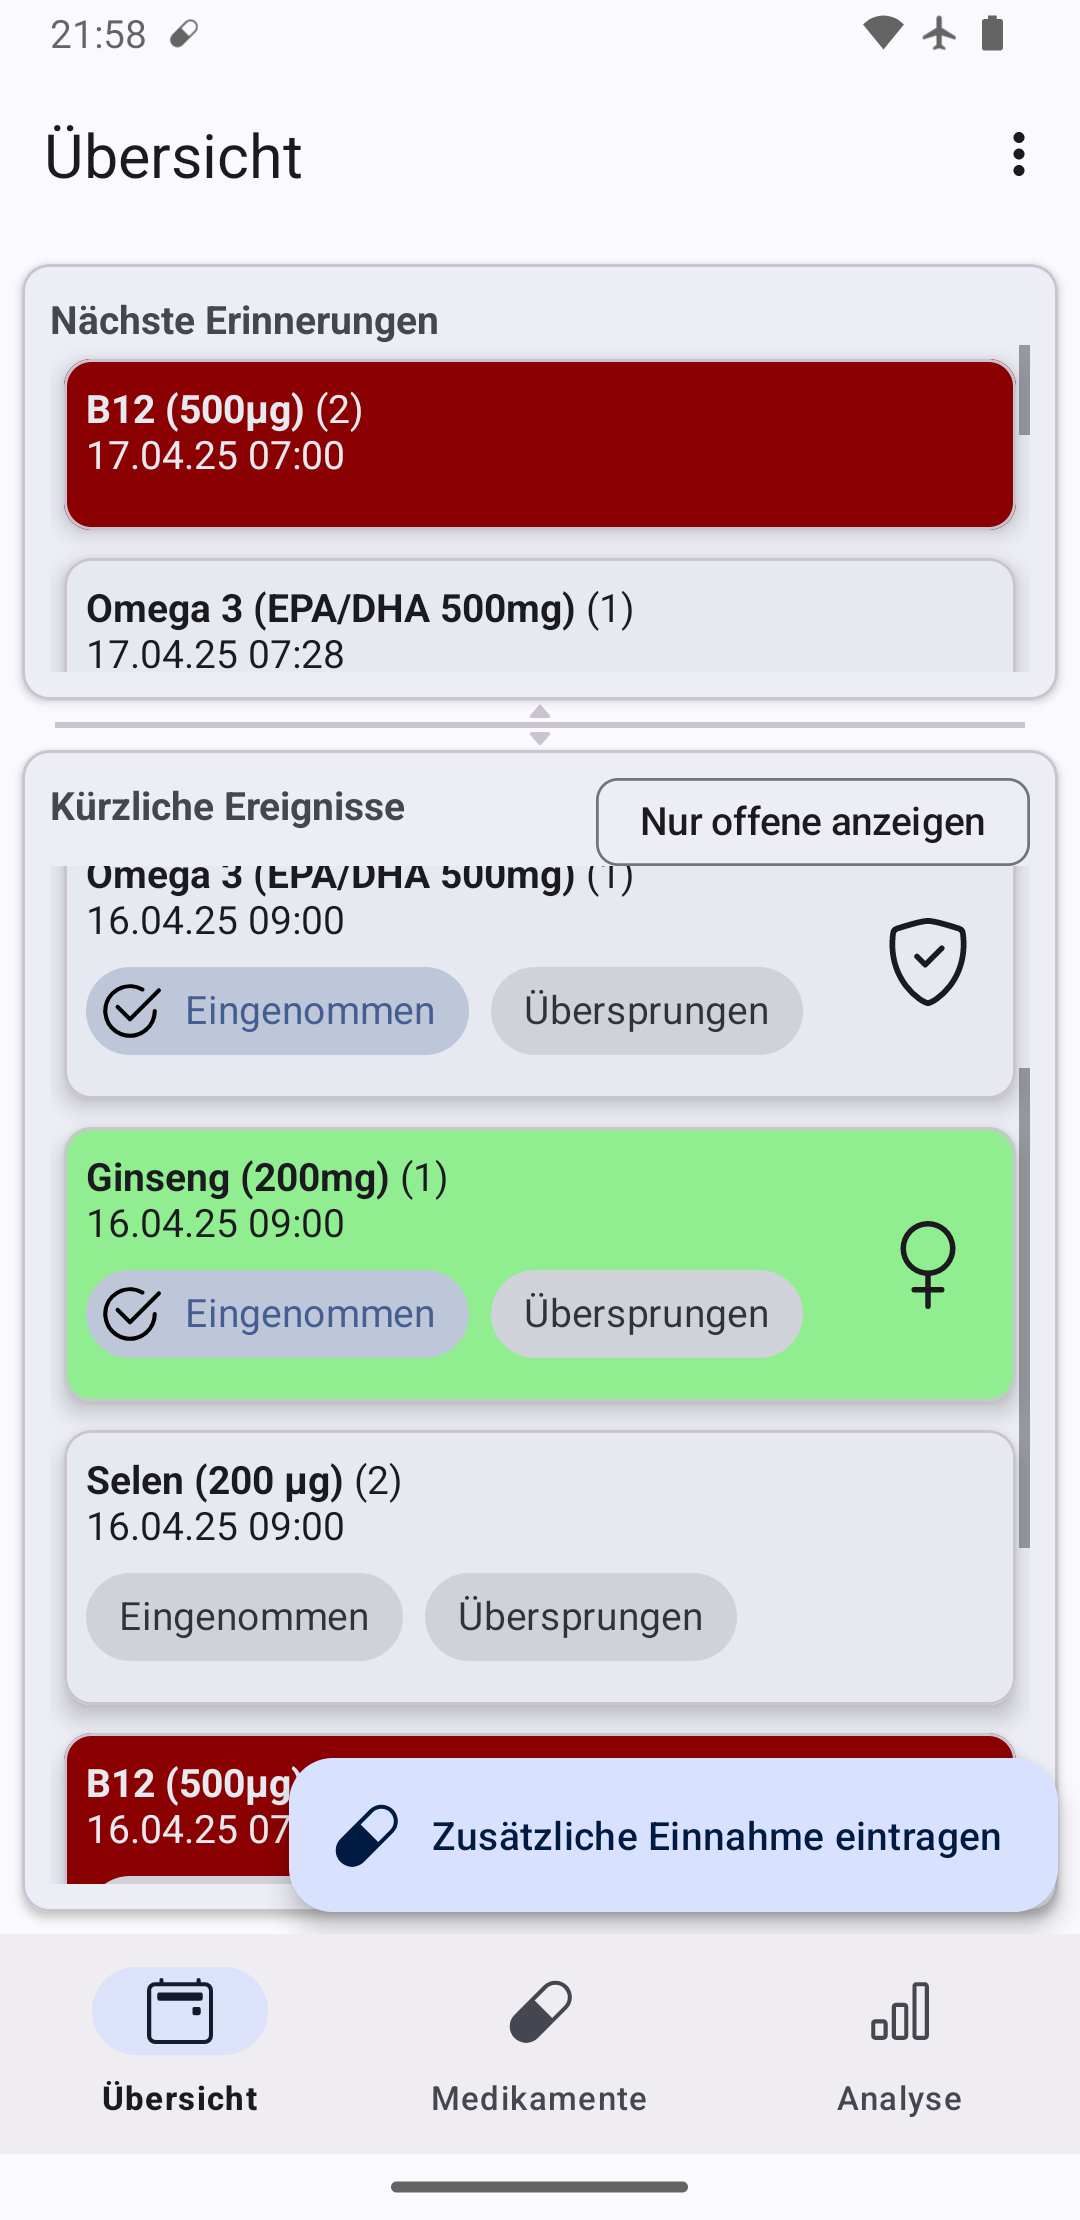 21:58
Übersicht
Nächste Erinnerungen
B12 (500µg) (2)
17.04.25 07:00
Omega 3 (EPA/DHA 500mg) (1)
17.04.25 07:28
Kürzliche Ereignisse
Nur offene anzeigen
Omega 3 (EPA/DHA 500mg) (1)
16.04.25 09:00
Eingenommen
Übersprungen
Ginseng (200mg) (1)
16.04.25 09:00
Eingenommen
Übersprungen
Selen (200 µg) (2)
16.04.25 09:00
Eingenommen
Übersprungen
B12 (500µg)
16.04.25 07
Zusätzliche Einnahme eintragen
Übersicht
Medikamente
Analyse